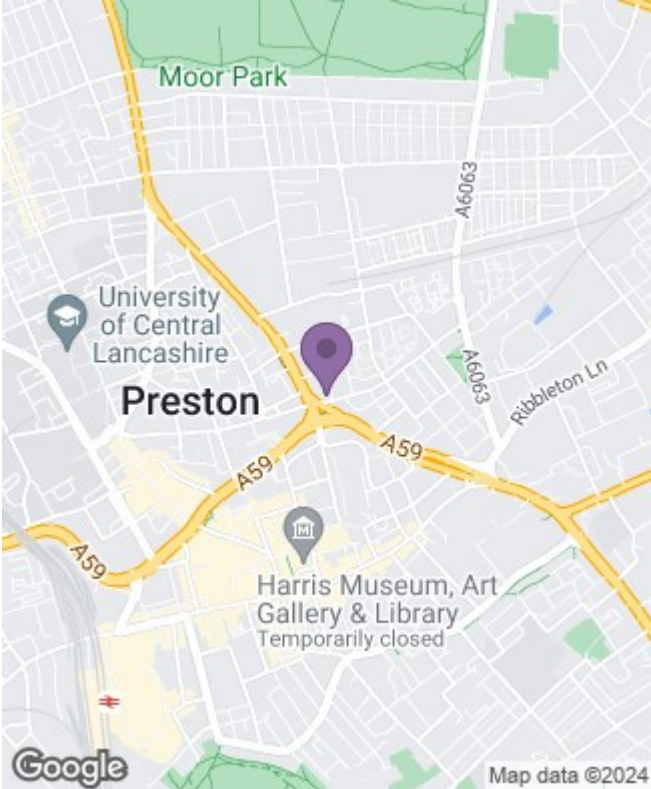 Moor Park
A6063
University
of Central
Lancashire
A6063
Ribbleton Ln
Preston
A59
A59
A59
M
Harris Museum, Art
Gallery & Library
Temporarily closed
Google
Map data ©2024